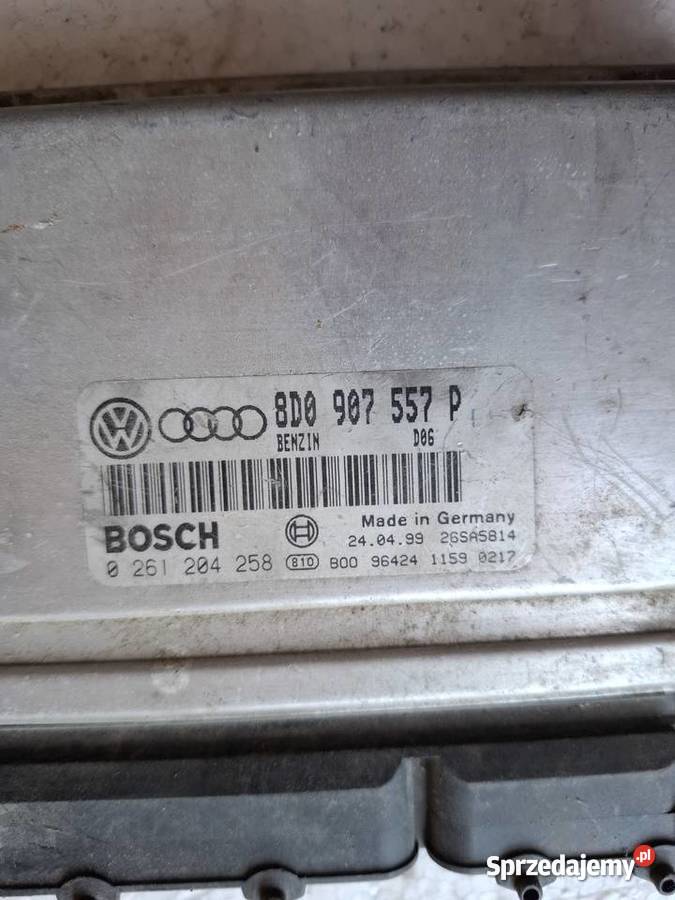 8D0 907 557 P
BENZIN D06
BOSCH Made in Germany
24.04.99 26SA5814
0 261 204 258 810 B00 96424 1159 0217
Sprzedajemy.pl